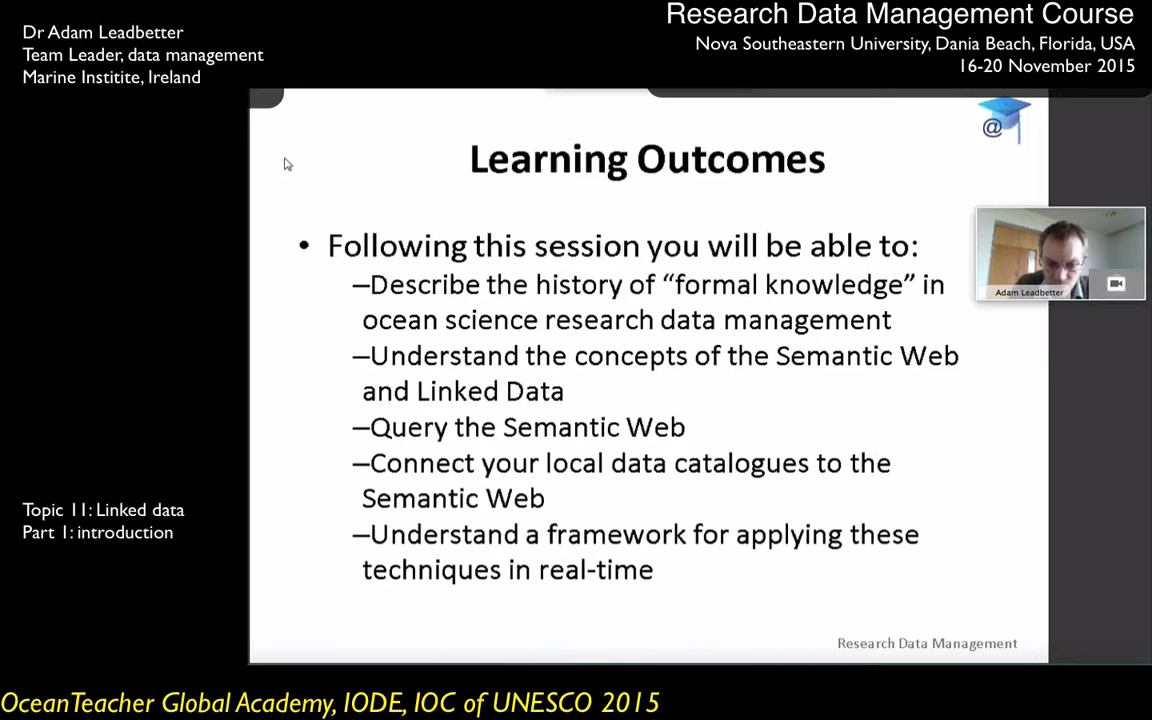 Dr Adam Leadbetter
Team Leader, data management
Marine Institite, Ireland
Research Data Management Course
Nova Southeastern University, Dania Beach, Florida, USA
16-20 November 2015
@
Learning Outcomes
• Following this session you will be able to:
–Describe the history of “formal knowledge” in
ocean science research data management
–Understand the concepts of the Semantic Web
and Linked Data
–Query the Semantic Web
–Connect your local data catalogues to the
Semantic Web
–Understand a framework for applying these
techniques in real-time
Adam Leadbetter
Topic 11: Linked data
Part 1: introduction
Research Data Management
OceanTeacher Global Academy, IODE, IOC of UNESCO 2015